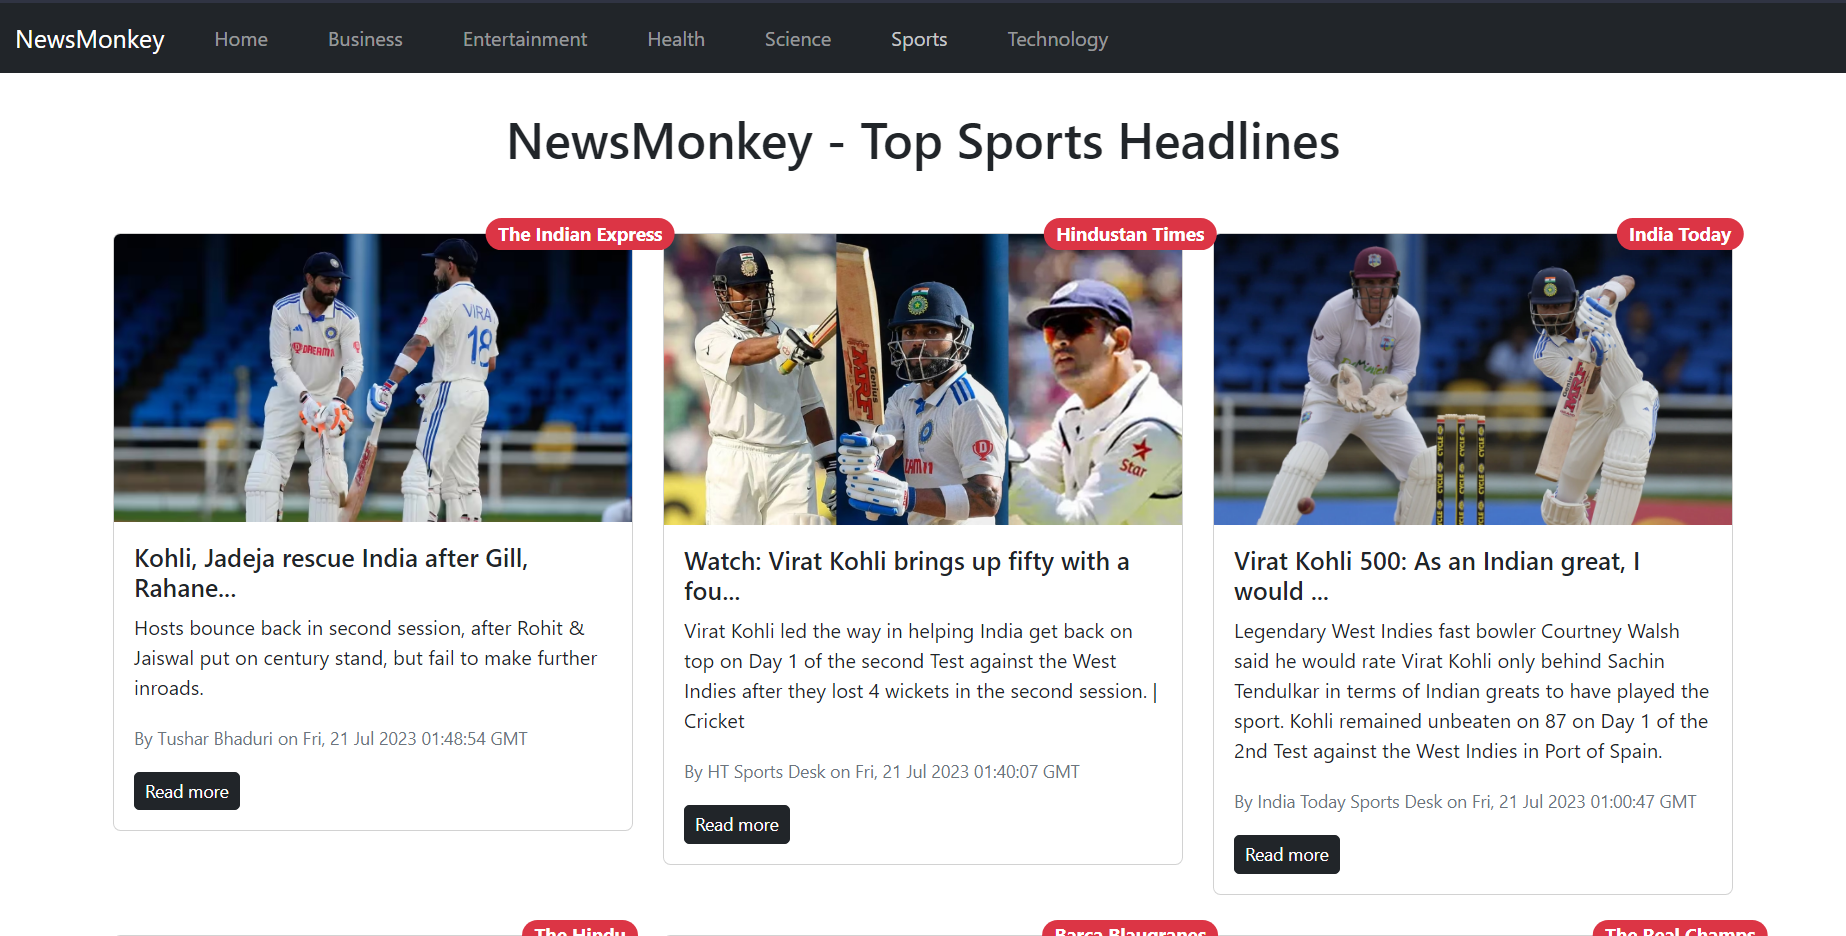 NewsMonkey Home Business Entertainment Health Science Sports Technology
NewsMonkey - Top Sports Headlines
The Indian Express
VIRA
18
DREAM11
Kohli, Jadeja rescue India after Gill,
Rahane...
Hosts bounce back in second session, after Rohit &
Jaiswal put on century stand, but fail to make further
inroads.
By Tushar Bhaduri on Fri, 21 Jul 2023 01:48:54 GMT
Read more
Hindustan Times
Genius
MRF
Star
Watch: Virat Kohli brings up fifty with a
fou...
Virat Kohli led the way in helping India get back on
top on Day 1 of the second Test against the West
Indies after they lost 4 wickets in the second session. |
Cricket
By HT Sports Desk on Fri, 21 Jul 2023 01:40:07 GMT
Read more
India Today
MRF
CYCLE
CYCLE
CYCLE
Virat Kohli 500: As an Indian great, I
would ...
Legendary West Indies fast bowler Courtney Walsh
said he would rate Virat Kohli only behind Sachin
Tendulkar in terms of Indian greats to have played the
sport. Kohli remained unbeaten on 87 on Day 1 of the
2nd Test against the West Indies in Port of Spain.
By India Today Sports Desk on Fri, 21 Jul 2023 01:00:47 GMT
Read more
The Hindu
Barca Blaugranes
The Real Champs